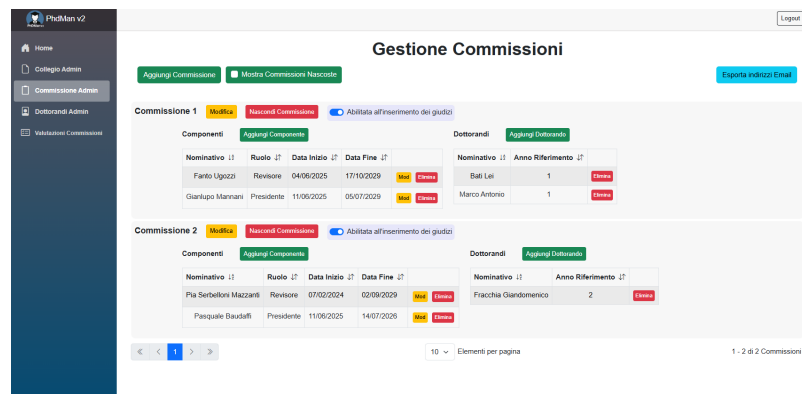 PhdMan v2
Logout
Home
Collegio Admin
Commissione Admin
Dottorandi Admin
Valutazioni Commissioni
Gestione Commissioni
Aggiungi Commissione
Mostra Commissioni Nascoste
Esporta indirizzi Email
Commissione 1 Modifica Nascondi Commissione Abilitata all'inserimento dei giudizi
Componenti Aggiungi Componente Dottorandi Aggiungi Dottorando
Nominativo Ruolo Data Inizio Data Fine Nominativo Anno Riferimento
Fanto Ugozzi Revisore 04/06/2025 17/10/2029 Mod Elimina Bati Lei 1 Elimina
Gianlupo Mannani Presidente 11/06/2025 05/07/2029 Mod Elimina Marco Antonio 1 Elimina
Commissione 2 Modifica Nascondi Commissione Abilitata all'inserimento dei giudizi
Componenti Aggiungi Componente Dottorandi Aggiungi Dottorando
Nominativo Ruolo Data Inizio Data Fine Nominativo Anno Riferimento
Pia Serbelloni Mazzanti Revisore 07/02/2024 02/09/2029 Mod Elimina Fracchia Giandomenico 2 Elimina
Pasquale Baudaffi Presidente 11/06/2025 14/07/2026 Mod Elimina
« < 1 > » 10 Elementi per pagina 1 - 2 di 2 Commissioni